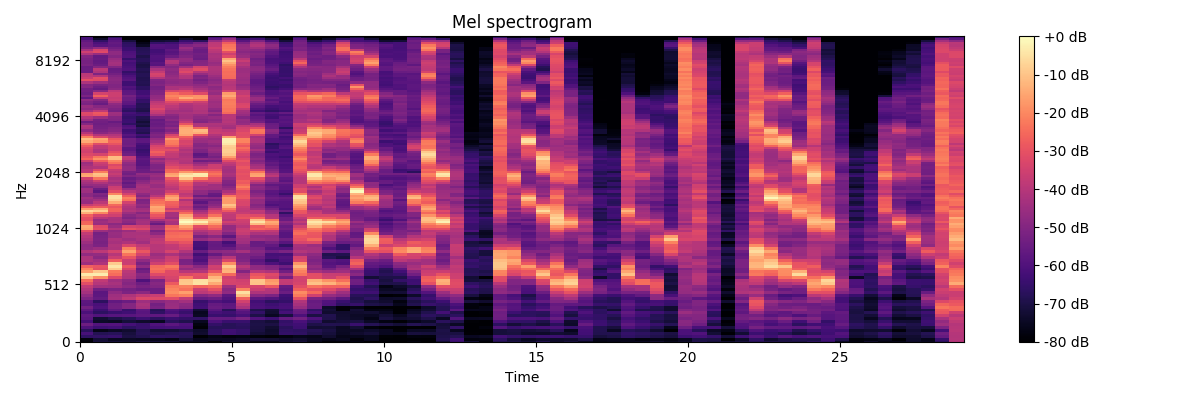 Mel spectrogram
8192
4096
2048
1024
512
0
Hz
0 5 10 15 20 25
Time
+0 dB
-10 dB
-20 dB
-30 dB
-40 dB
-50 dB
-60 dB
-70 dB
-80 dB